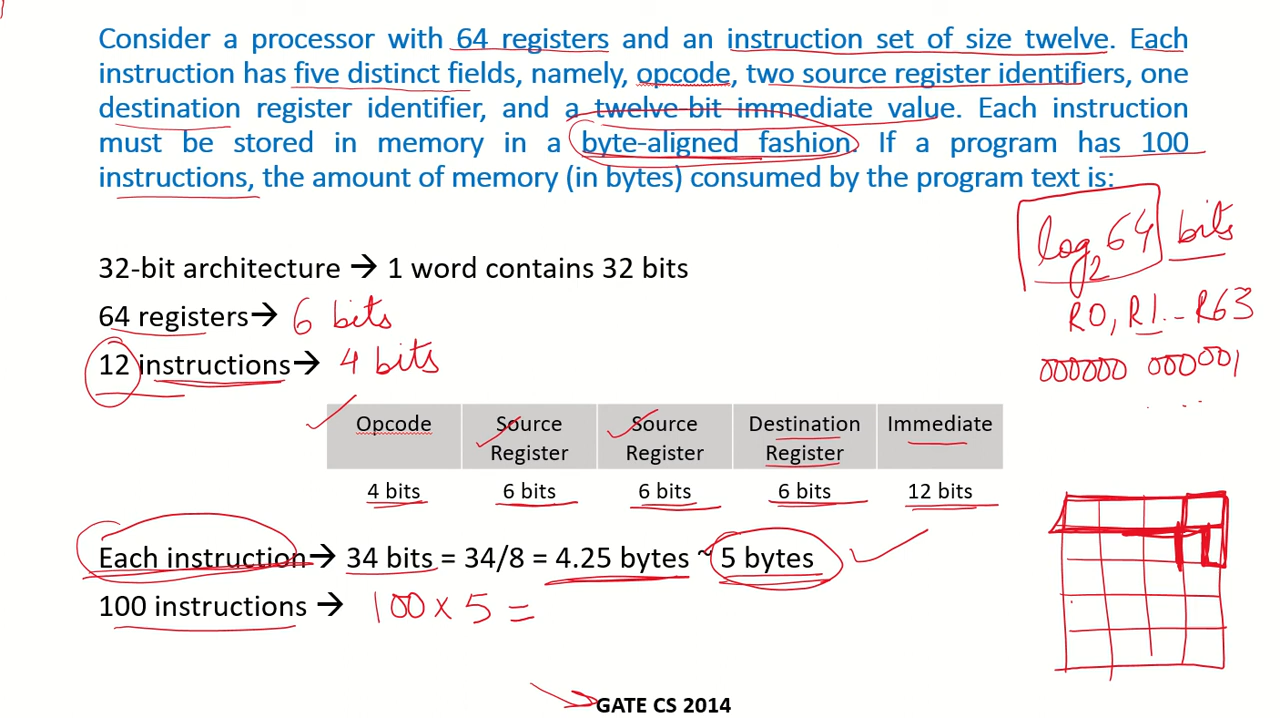 Consider a processor with 64 registers and an instruction set of size twelve. Each
instruction has five distinct fields, namely, opcode, two source register identifiers, one
destination register identifier, and a twelve-bit immediate value. Each instruction
must be stored in memory in a byte-aligned fashion. If a program has 100
instructions, the amount of memory (in bytes) consumed by the program text is:
log₂64 bits
32-bit architecture → 1 word contains 32 bits
64 registers→ 6 bits
R0, R1 .. R63
12 instructions→ 4 bits
000000 000001
Opcode Source Register Source Register Destination Register Immediate
4 bits 6 bits 6 bits 6 bits 12 bits
Each instruction→ 34 bits = 34/8 = 4.25 bytes ~ 5 bytes
100 instructions → 100 x 5 =
GATE CS 2014